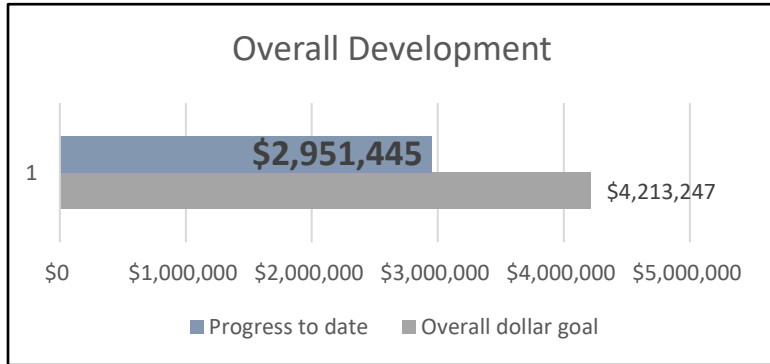 Overall Development
$2,951,445
1
$4,213,247
$0 $1,000,000 $2,000,000 $3,000,000 $4,000,000 $5,000,000
Progress to date Overall dollar goal